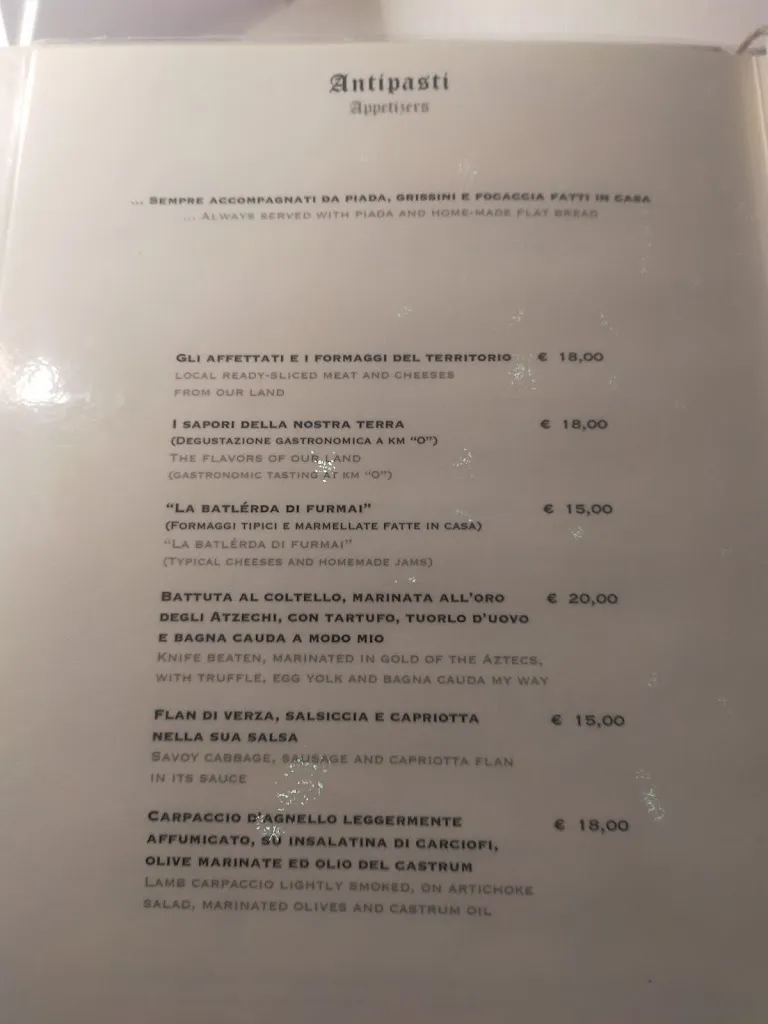 Antipasti
Appetizers
... Sempre accompagnati da piada, grissini e focaccia fatti in casa
... Always served with piada and home-made flat bread
Gli affettati e i formaggi del territorio € 18,00
Local ready-sliced meat and cheeses
from our land
I sapori della nostra terra € 18,00
(Degustazione gastronomica a km "0")
The flavors of our land
(gastronomic tasting at km "0")
"La batlérda di furmai" € 15,00
(Formaggi tipici e marmellate fatte in casa)
"La batlérda di furmai"
(Typical cheeses and homemade jams)
Battuta al coltello, marinata all'oro € 20,00
degli Atzechi, con tartufo, tuorlo d'uovo
e bagna cauda a modo mio
Knife beaten, marinated in gold of the Aztecs,
with truffle, egg yolk and bagna cauda my way
Flan di verza, salsiccia e capriotta € 15,00
nella sua salsa
Savoy cabbage, sausage and capriotta flan
in its sauce
Carpaccio d'agnello leggermente € 18,00
affumicato, su insalatina di carciofi,
olive marinate ed olio del castrum
Lamb carpaccio lightly smoked, on artichoke
salad, marinated olives and castrum oil